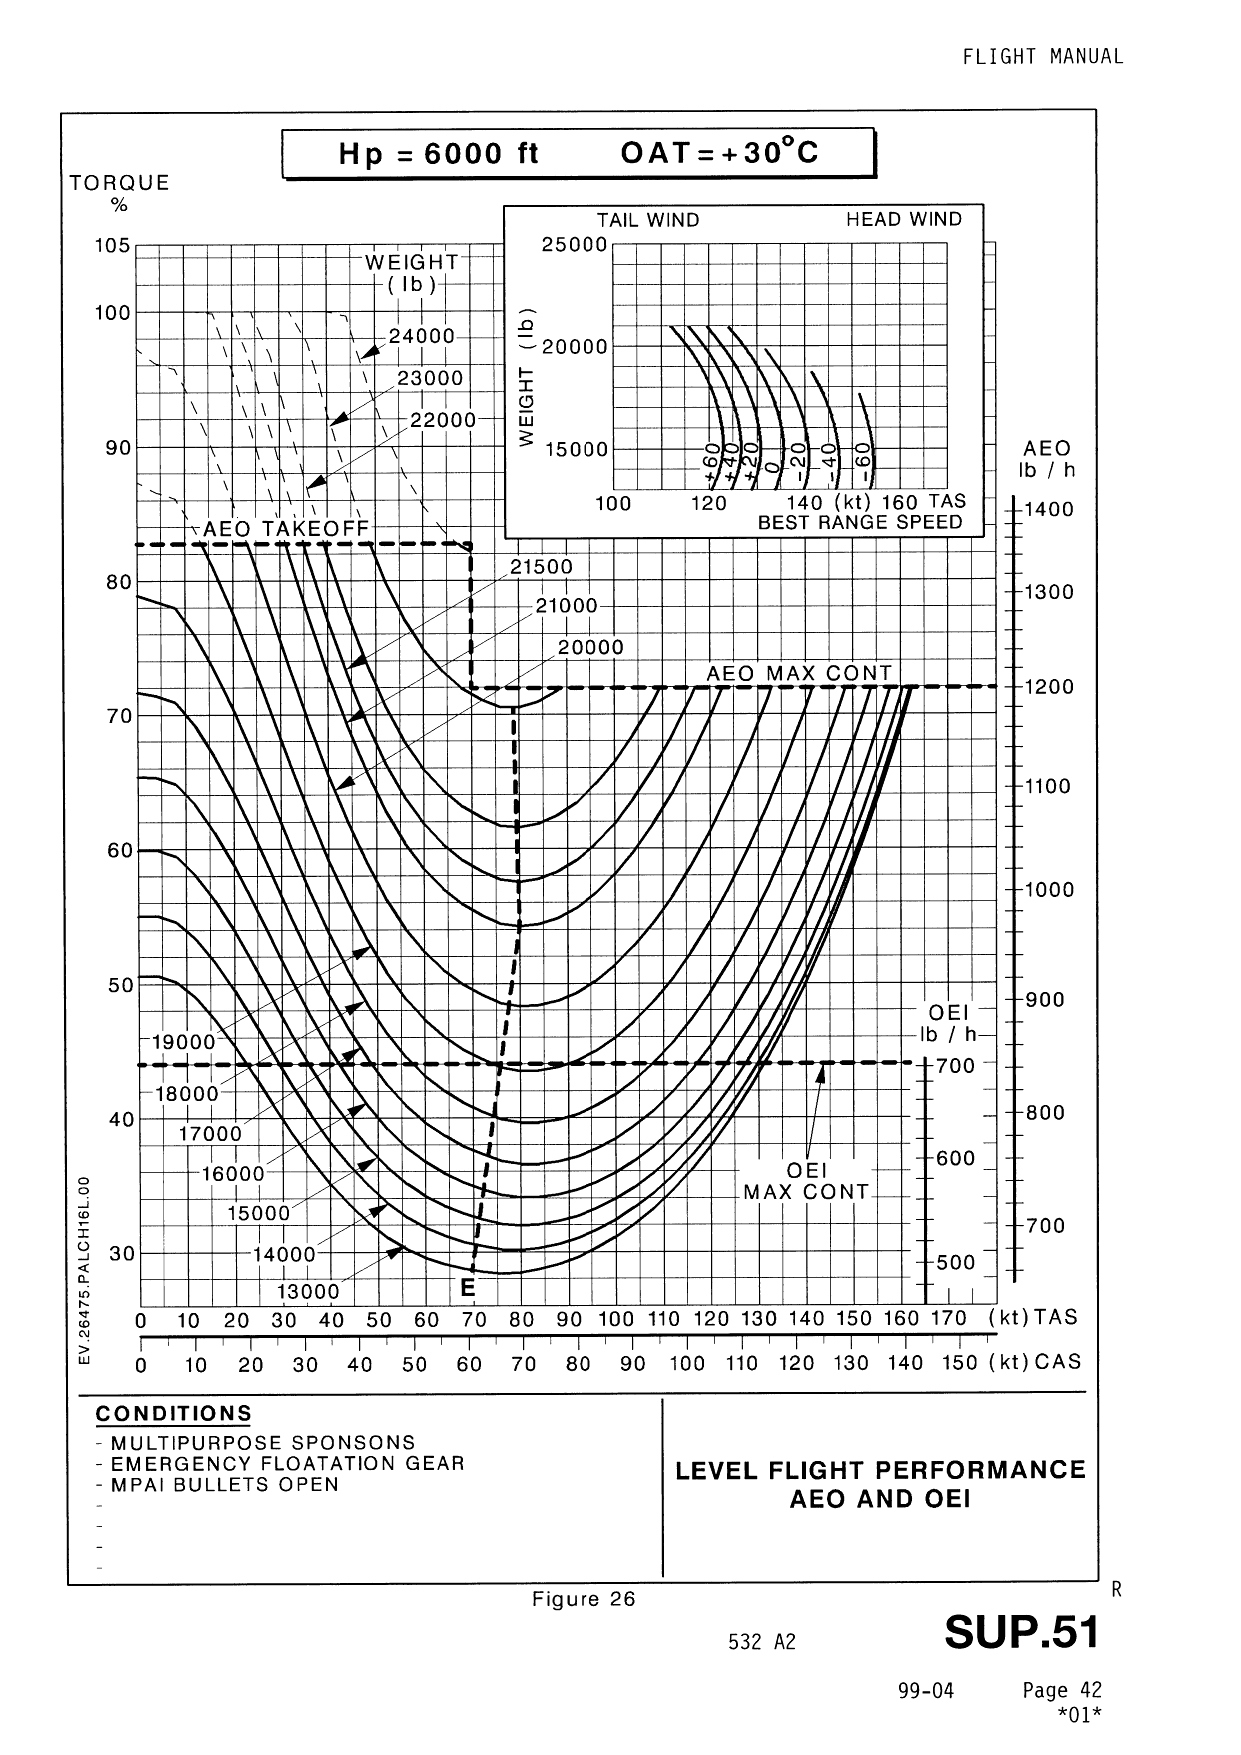 FLIGHT MANUAL
Hp = 6000 ft OAT = +30°C
TORQUE
%
TAIL WIND HEAD WIND
25000
20000
15000
WEIGHT (lb)
+60 +40 +20 0 -20 -40 -60
100 120 140 (kt) 160 TAS
BEST RANGE SPEED
105
100
90
80
70
60
50
40
30
WEIGHT
(lb)
24000
23000
22000
AEO TAKEOFF
21500
21000
20000
AEO MAX CONT
19000
18000
17000
16000
15000
14000
13000
E
OEI
MAX CONT
AEO
lb / h
1400
1300
1200
1100
1000
900
800
700
OEI
lb / h
700
600
500
0 10 20 30 40 50 60 70 80 90 100 110 120 130 140 150 160 170 (kt) TAS
0 10 20 30 40 50 60 70 80 90 100 110 120 130 140 150 (kt) CAS
EV.26475.PALCH16L.00
CONDITIONS
- MULTIPURPOSE SPONSONS
- EMERGENCY FLOATATION GEAR
- MPAI BULLETS OPEN
-
-
-
-
LEVEL FLIGHT PERFORMANCE
AEO AND OEI
Figure 26
R
532 A2
SUP.51
99-04 Page 42
*01*